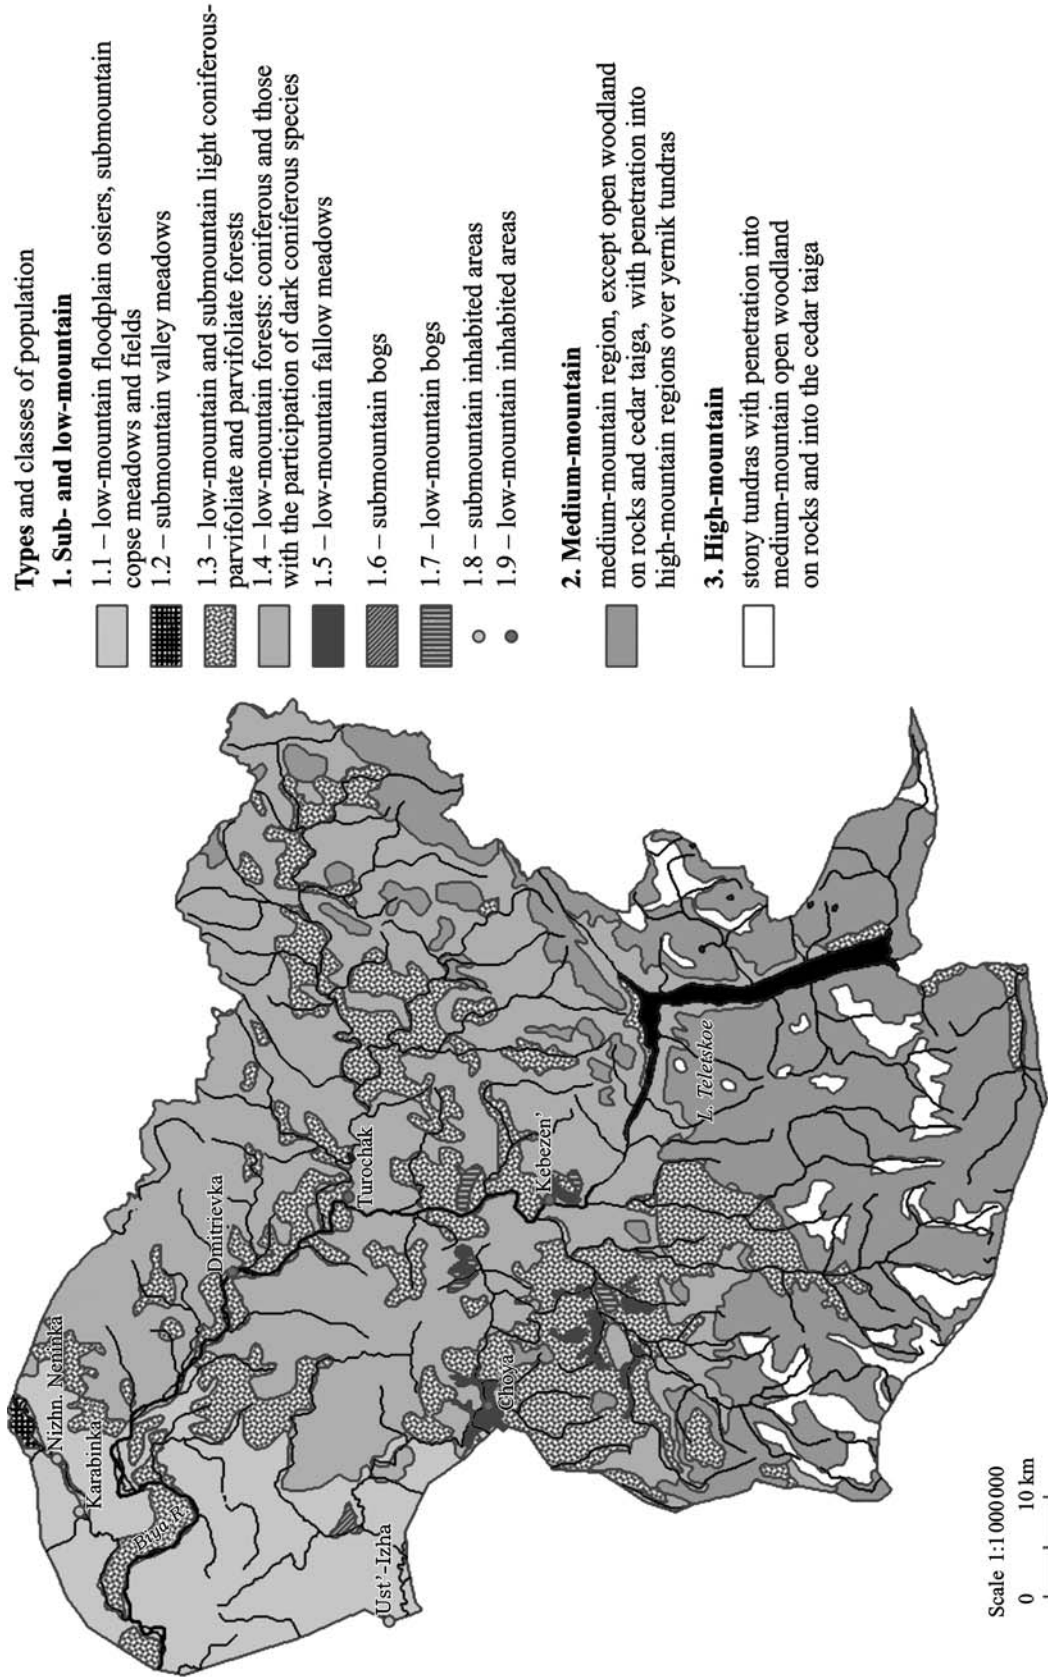 Types and classes of population
1. Sub- and low-mountain
1.1 – low-mountain floodplain osiers, submountain
copse meadows and fields
1.2 – submountain valley meadows
1.3 – low-mountain and submountain light coniferous-
parvifoliate and parvifoliate forests
1.4 – low-mountain forests: coniferous and those
with the participation of dark coniferous species
1.5 – low-mountain fallow meadows
1.6 – submountain bogs
1.7 – low-mountain bogs
1.8 – submountain inhabited areas
1.9 – low-mountain inhabited areas
2. Medium-mountain
medium-mountain region, except open woodland
on rocks and cedar taiga, with penetration into
high-mountain regions over yernik tundras
3. High-mountain
stony tundras with penetration into
medium-mountain open woodland
on rocks and into the cedar taiga
Nizhn. Neninka
Karabinka
Biya R.
Dmitrievka
Turochak
Ust'-Izha
Choya
Kebezen'
L. Teletskoe
Scale 1:1 000 000
0 10 km